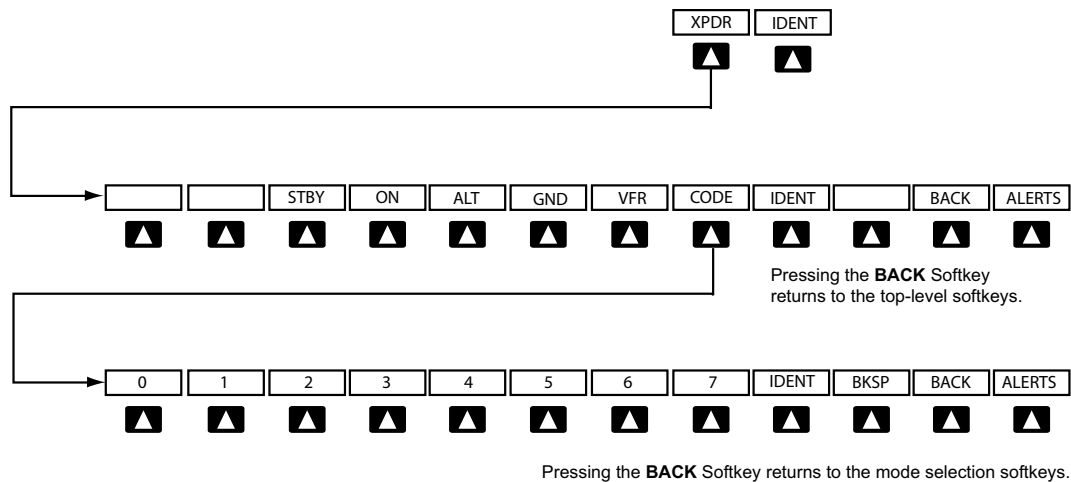 XPDR IDENT
STBY ON ALT GND VFR CODE IDENT BACK ALERTS
Pressing the BACK Softkey
returns to the top-level softkeys.
0 1 2 3 4 5 6 7 IDENT BKSP BACK ALERTS
Pressing the BACK Softkey returns to the mode selection softkeys.